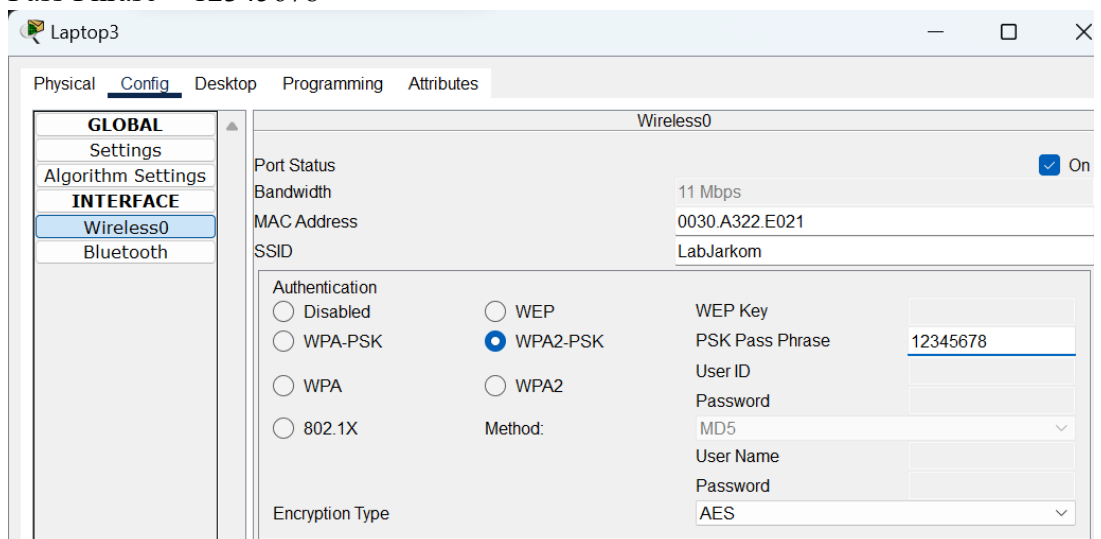 Laptop3
Physical Config Desktop Programming Attributes
GLOBAL
Settings
Algorithm Settings
INTERFACE
Wireless0
Bluetooth
Wireless0
Port Status On
Bandwidth 11 Mbps
MAC Address 0030.A322.E021
SSID LabJarkom
Authentication
Disabled WEP WEP Key
WPA-PSK WPA2-PSK PSK Pass Phrase 12345678
User ID
WPA WPA2
Password
802.1X Method: MD5
User Name
Password
Encryption Type AES